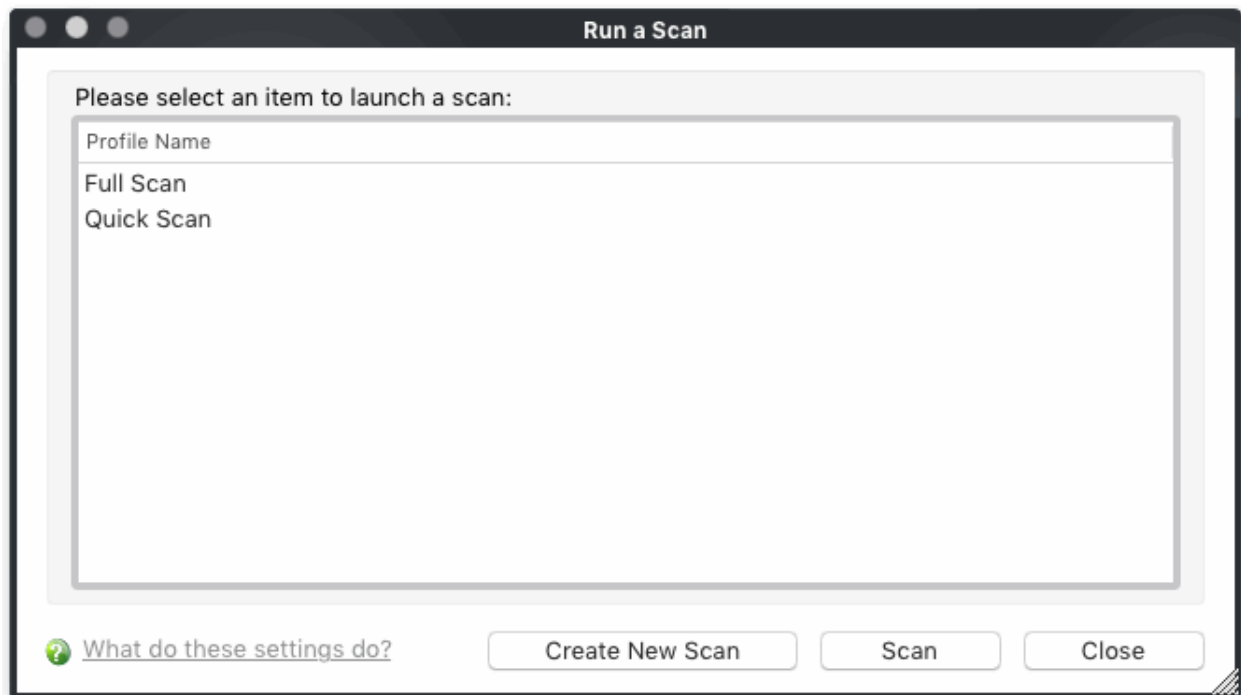 Run a Scan
Please select an item to launch a scan:
Profile Name
Full Scan
Quick Scan
? What do these settings do? Create New Scan Scan Close